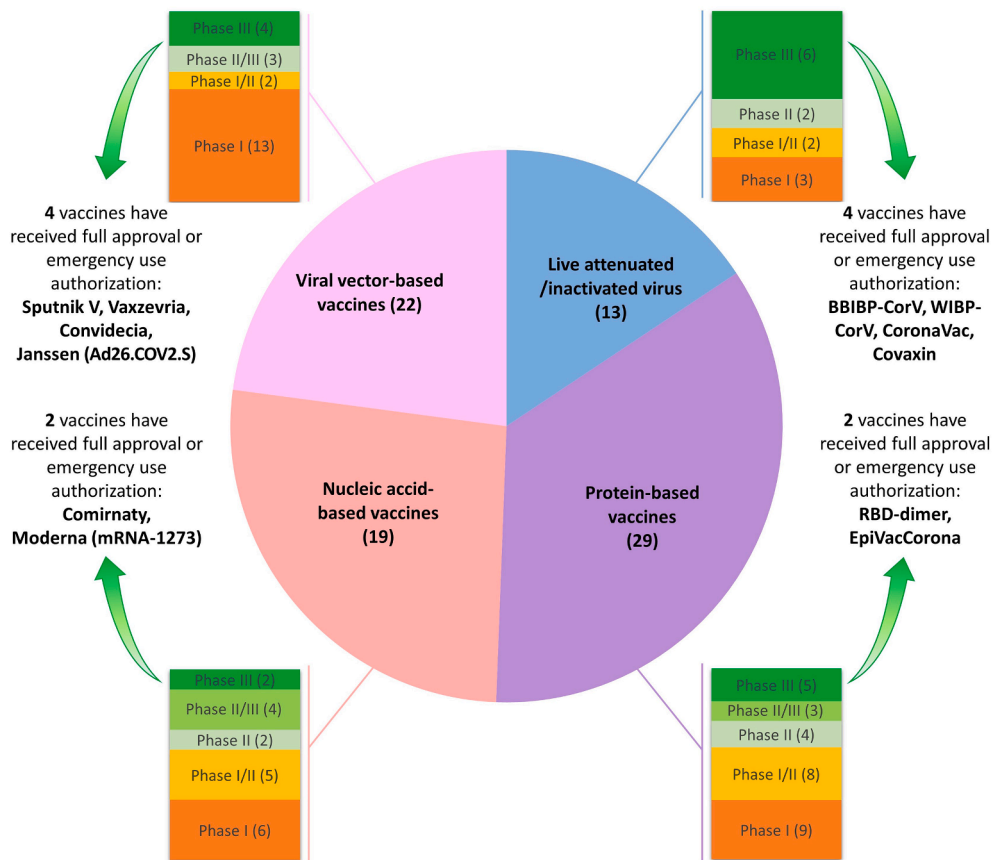 Phase III (4)
Phase II/III (3)
Phase I/II (2)
Phase I (13)
4 vaccines have
received full approval or
emergency use
authorization:
Sputnik V, Vaxzevria,
Convidecia,
Janssen (Ad26.COV2.S)
Phase III (6)
Phase II (2)
Phase I/II (2)
Phase I (3)
4 vaccines have
received full approval
or emergency use
authorization:
BBIBP-CorV, WIBP-
CorV, CoronaVac,
Covaxin
Viral vector-based
vaccines (22)
Live attenuated
/inactivated virus
(13)
Nucleic accid-
based vaccines
(19)
Protein-based
vaccines
(29)
2 vaccines have
received full approval or
emergency use
authorization:
Comirnaty,
Moderna (mRNA-1273)
Phase III (2)
Phase II/III (4)
Phase II (2)
Phase I/II (5)
Phase I (6)
2 vaccines have
received full approval
or emergency use
authorization:
RBD-dimer,
EpiVacCorona
Phase III (5)
Phase II/III (3)
Phase II (4)
Phase I/II (8)
Phase I (9)